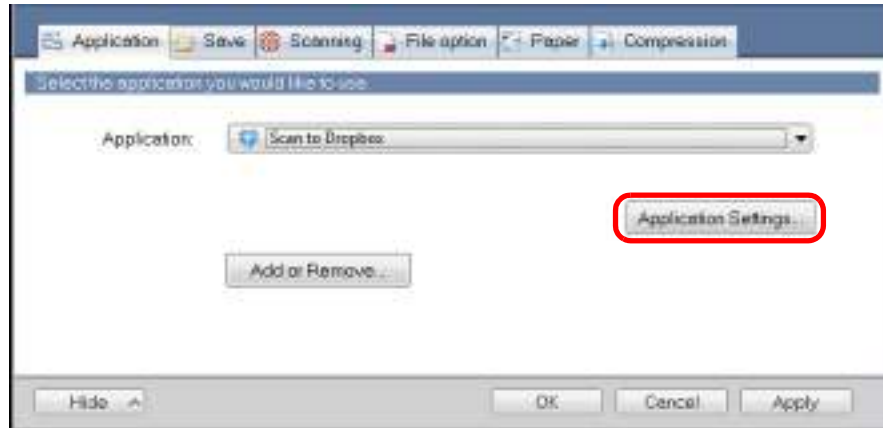 Application Save Scanning File option Paper Compression
Select the application you would like to use.
Application: Scan to Dropbox
Application Settings...
Add or Remove...
Hide OK Cancel Apply